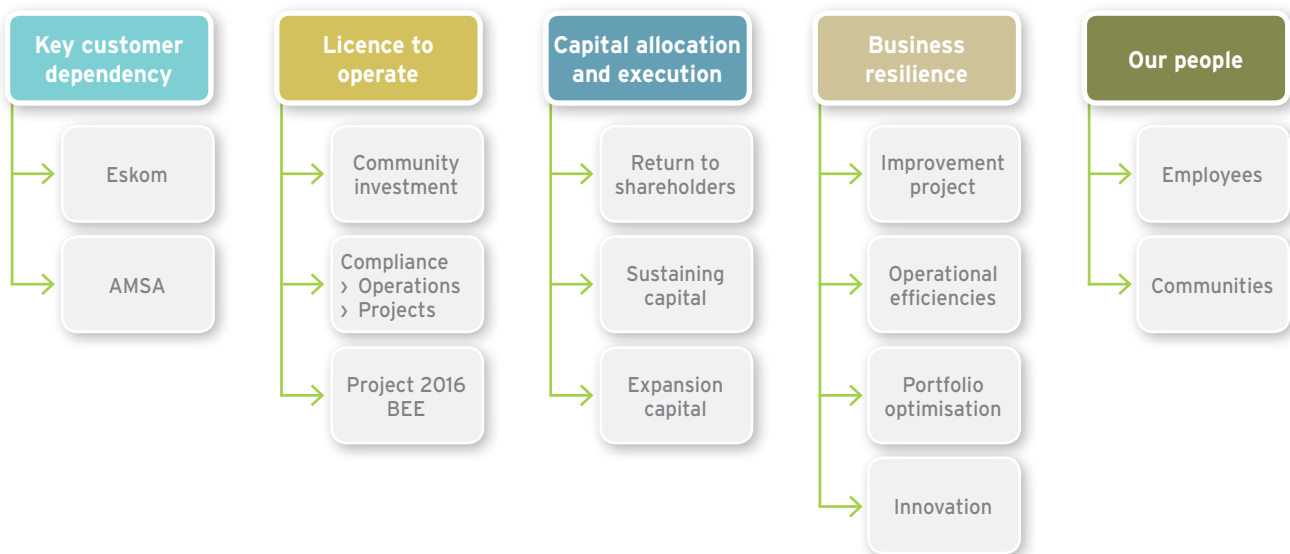 Key customer
dependency
Eskom
AMSA
Licence to
operate
Community
investment
Compliance
› Operations
› Projects
Project 2016
BEE
Capital allocation
and execution
Return to
shareholders
Sustaining
capital
Expansion
capital
Business
resilience
Improvement
project
Operational
efficiencies
Portfolio
optimisation
Innovation
Our people
Employees
Communities